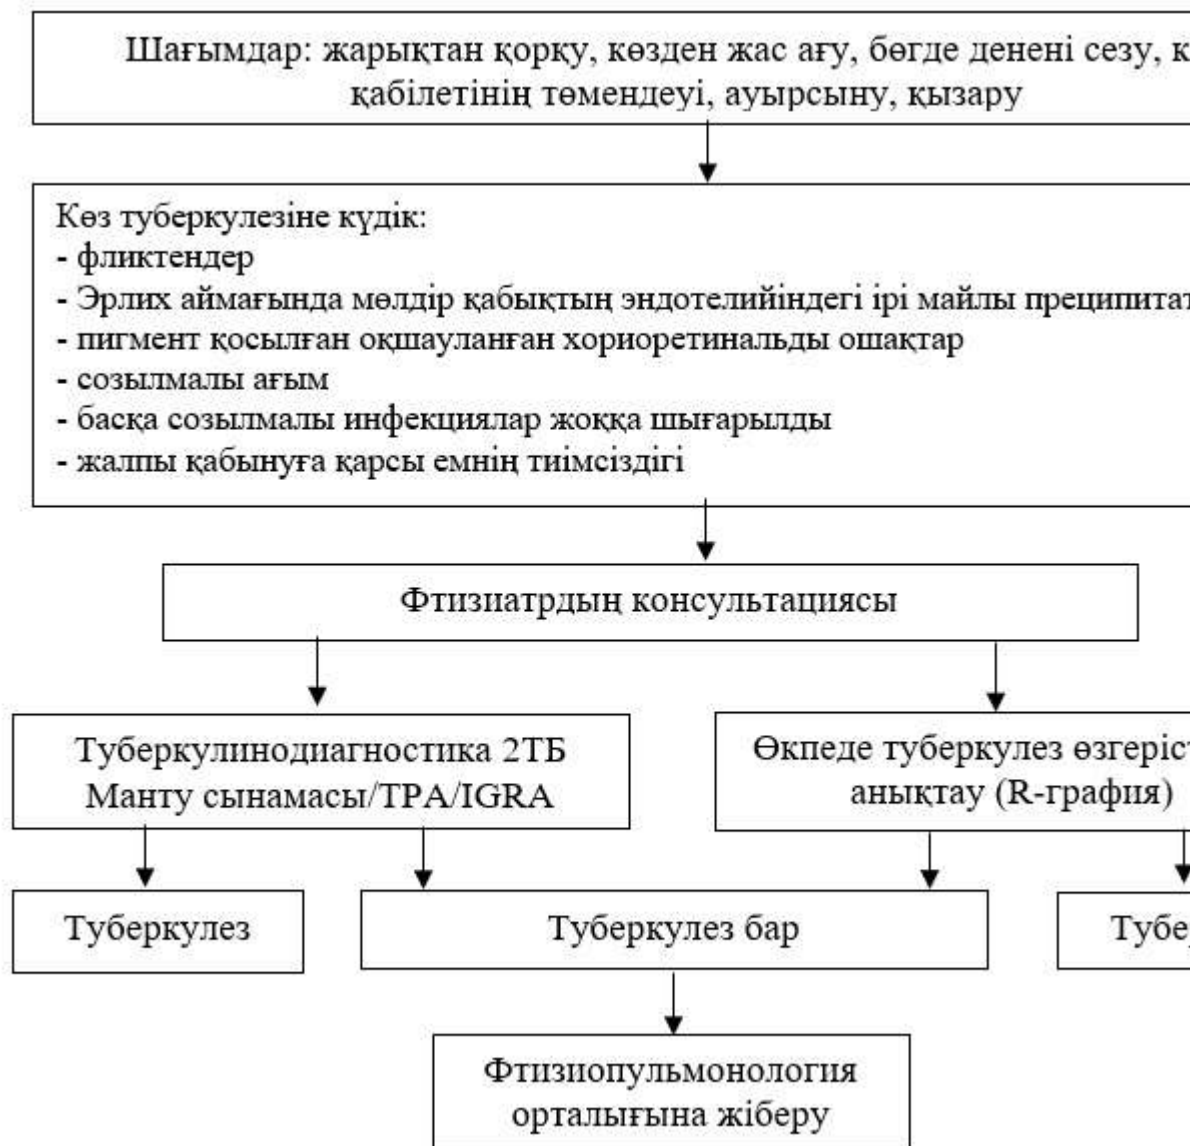 Шағымдар: жарықтан қорқу, көзден жас ағу, бөгде денені сезу, к
қабілетінің төмендеуі, ауырсыну, қызару
Көз туберкулезіне күдік:
- фликтендер
- Эрлих аймағында мөлдір қабықтың эндотелийіндегі ірі майлы преципитат
- пигмент қосылған оқшауланған хориоретинальды ошақтар
- созылмалы ағым
- басқа созылмалы инфекциялар жоққа шығарылды
- жалпы қабынуға қарсы емнің тиімсіздігі
Фтизиатрдың консультациясы
Туберкулинодиагностика 2ТБ
Манту сынамасы/ТРА/IGRA
Өкпеде туберкулез өзгеріст
анықтау (R-графия)
Туберкулез
Туберкулез бар
Тубер
Фтизиопульмонология
орталығына жіберу